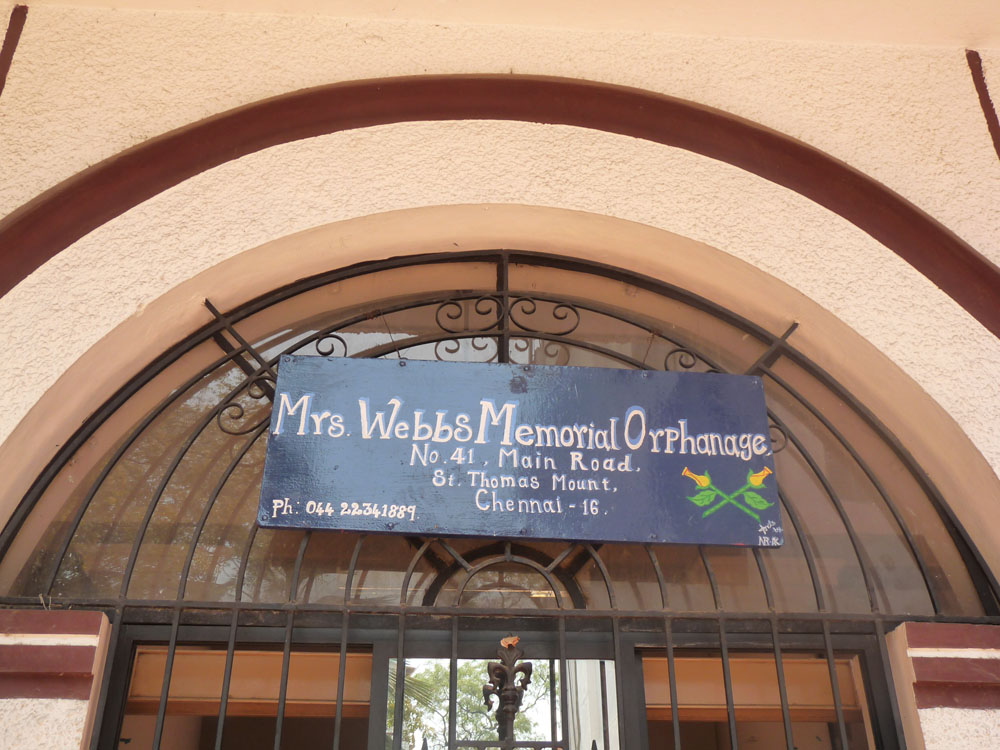 Mrs. Webbs Memorial Orphanage
No. 41, Main Road,
St. Thomas Mount,
Chennai - 16.
Ph: 044 22341889